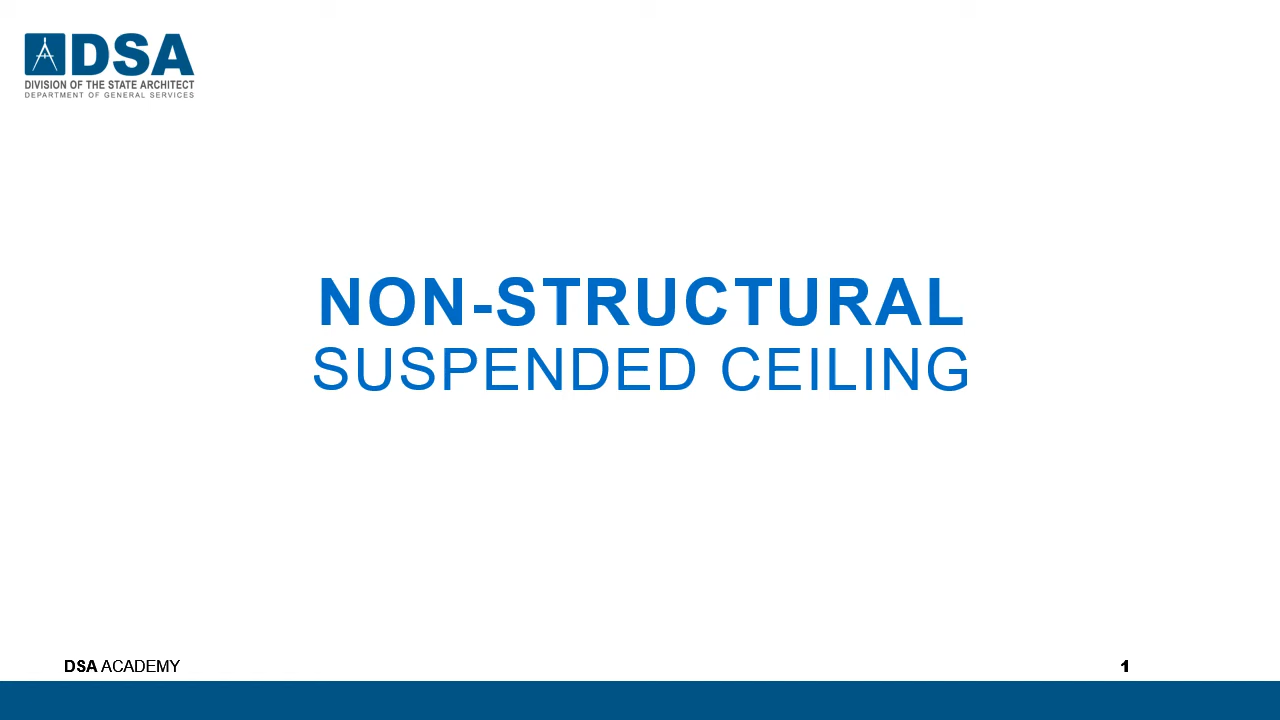 DSA
DIVISION OF THE STATE ARCHITECT
DEPARTMENT OF GENERAL SERVICES
NON-STRUCTURAL
SUSPENDED CEILING
DSA ACADEMY
1